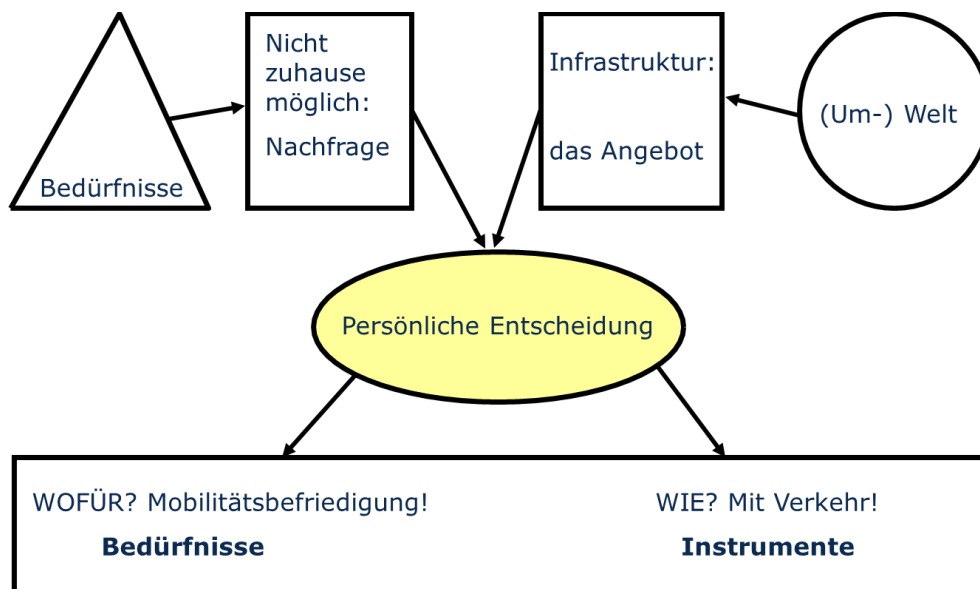 Bedürfnisse
Nicht
zuhause
möglich:
Nachfrage
Infrastruktur:
das Angebot
(Um-) Welt
Persönliche Entscheidung
WOFÜR? Mobilitätsbefriedigung!
Bedürfnisse
WIE? Mit Verkehr!
Instrumente